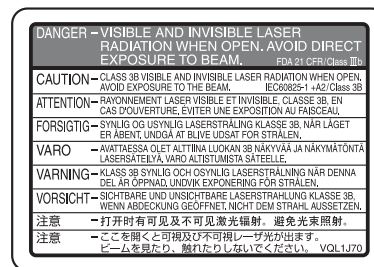 DANGER – VISIBLE AND INVISIBLE LASER
RADIATION WHEN OPEN. AVOID DIRECT
EXPOSURE TO BEAM. FDA 21 CFR/Class Ⅲb
CAUTION – CLASS 3B VISIBLE AND INVISIBLE LASER RADIATION WHEN OPEN.
AVOID EXPOSURE TO THE BEAM. IEC60825-1 +A2/Class 3B
ATTENTION – RAYONNEMENT LASER VISIBLE ET INVISIBLE, CLASSE 3B, EN
CAS D'OUVERTURE. ÉVITER UNE EXPOSITION AU FAISCEAU.
FORSIGTIG – SYNLIG OG USYNLIG LASERSTRÅLING KLASSE 3B, NÅR LÅGET
ER ÅBENT, UNDGÅ AT BLIVE UDSAT FOR STRÅLEN.
VARO – AVATTAESSA OLET ALTTIINA LUOKAN 3B NÄKYVÄÄ JA NÄKYMÄTÖNTÄ
LASERSÄTEILYÄ. VARO ALTISTUMISTA SÄTEELLE.
VARNING – KLASS 3B SYNLIG OCH OSYNLIG LASERSTRÅLNING NÄR DENNA
DEL ÄR ÖPPNAD, UNDVIK EXPONERING FÖR STRÅLEN.
VORSICHT – SICHTBARE UND UNSICHTBARE LASERSTRAHLUNG KLASSE 3B,
WENN ABDECKUNG GEÖFFNET. NICHT DEM STRAHL AUSSETZEN.
注意 – 打开时有可见及不可见激光辐射。避免光束照射。
注意 – ここを開くと可視及び不可視レーザ光が出ます。
ビームを見たり、触れたりしないでください。 VQL1J70